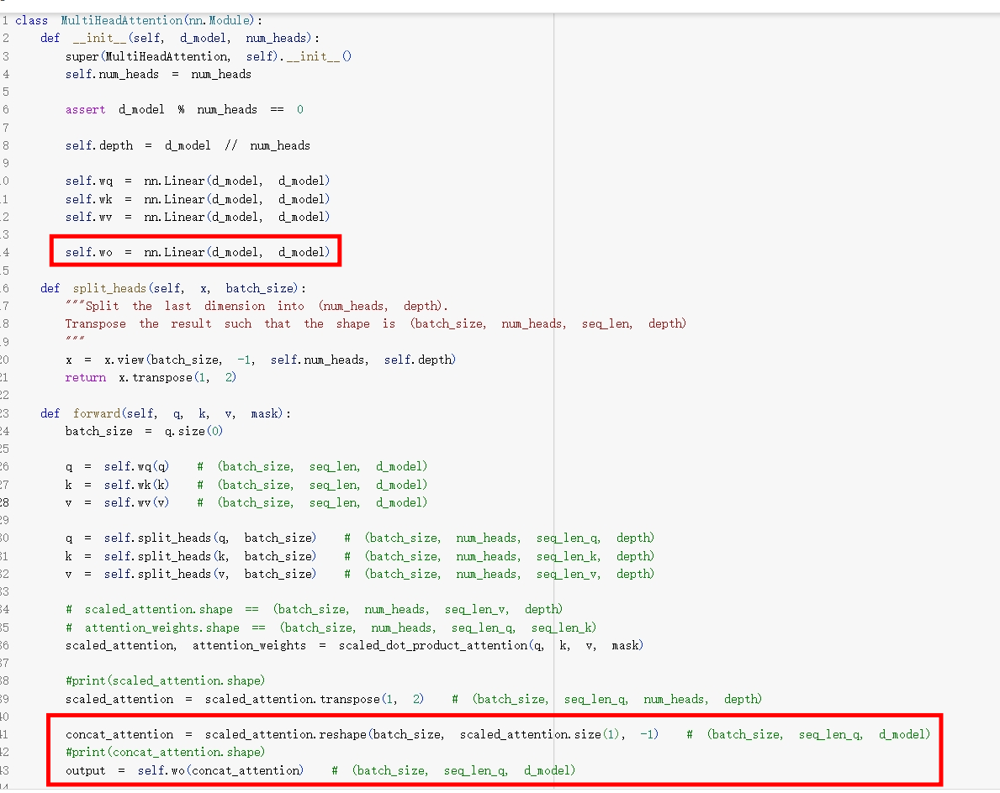 1 class MultiHeadAttention(nn.Module):
2 def __init__(self, d_model, num_heads):
3 super(MultiHeadAttention, self).__init__()
4 self.num_heads = num_heads
5
6 assert d_model % num_heads == 0
7
8 self.depth = d_model // num_heads
9
0 self.wq = nn.Linear(d_model, d_model)
1 self.wk = nn.Linear(d_model, d_model)
2 self.wv = nn.Linear(d_model, d_model)
3
4 self.wo = nn.Linear(d_model, d_model)
5
6 def split_heads(self, x, batch_size):
7 """Split the last dimension into (num_heads, depth).
8 Transpose the result such that the shape is (batch_size, num_heads, seq_len, depth)
9 """
20 x = x.view(batch_size, -1, self.num_heads, self.depth)
21 return x.transpose(1, 2)
22
23 def forward(self, q, k, v, mask):
24 batch_size = q.size(0)
25
26 q = self.wq(q) # (batch_size, seq_len, d_model)
27 k = self.wk(k) # (batch_size, seq_len, d_model)
28 v = self.wv(v) # (batch_size, seq_len, d_model)
29
30 q = self.split_heads(q, batch_size) # (batch_size, num_heads, seq_len_q, depth)
31 k = self.split_heads(k, batch_size) # (batch_size, num_heads, seq_len_k, depth)
32 v = self.split_heads(v, batch_size) # (batch_size, num_heads, seq_len_v, depth)
33
34 # scaled_attention.shape == (batch_size, num_heads, seq_len_v, depth)
35 # attention_weights.shape == (batch_size, num_heads, seq_len_q, seq_len_k)
36 scaled_attention, attention_weights = scaled_dot_product_attention(q, k, v, mask)
37
38 #print(scaled_attention.shape)
39 scaled_attention = scaled_attention.transpose(1, 2) # (batch_size, seq_len_q, num_heads, depth)
40
41 concat_attention = scaled_attention.reshape(batch_size, scaled_attention.size(1), -1) # (batch_size, seq_len_q, d_model)
42 #print(concat_attention.shape)
43 output = self.wo(concat_attention) # (batch_size, seq_len_q, d_model)